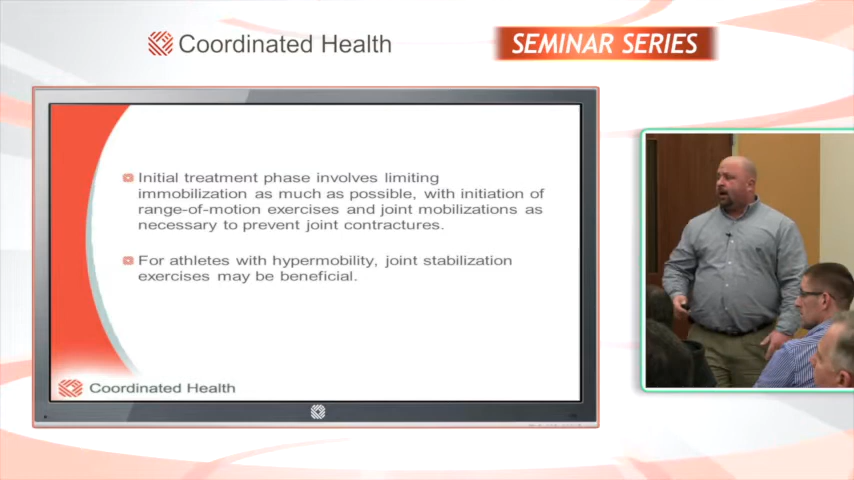 Coordinated Health
SEMINAR SERIES
Initial treatment phase involves limiting
immobilization as much as possible, with initiation of
range-of-motion exercises and joint mobilizations as
necessary to prevent joint contractures.
For athletes with hypermobility, joint stabilization
exercises may be beneficial.
Coordinated Health